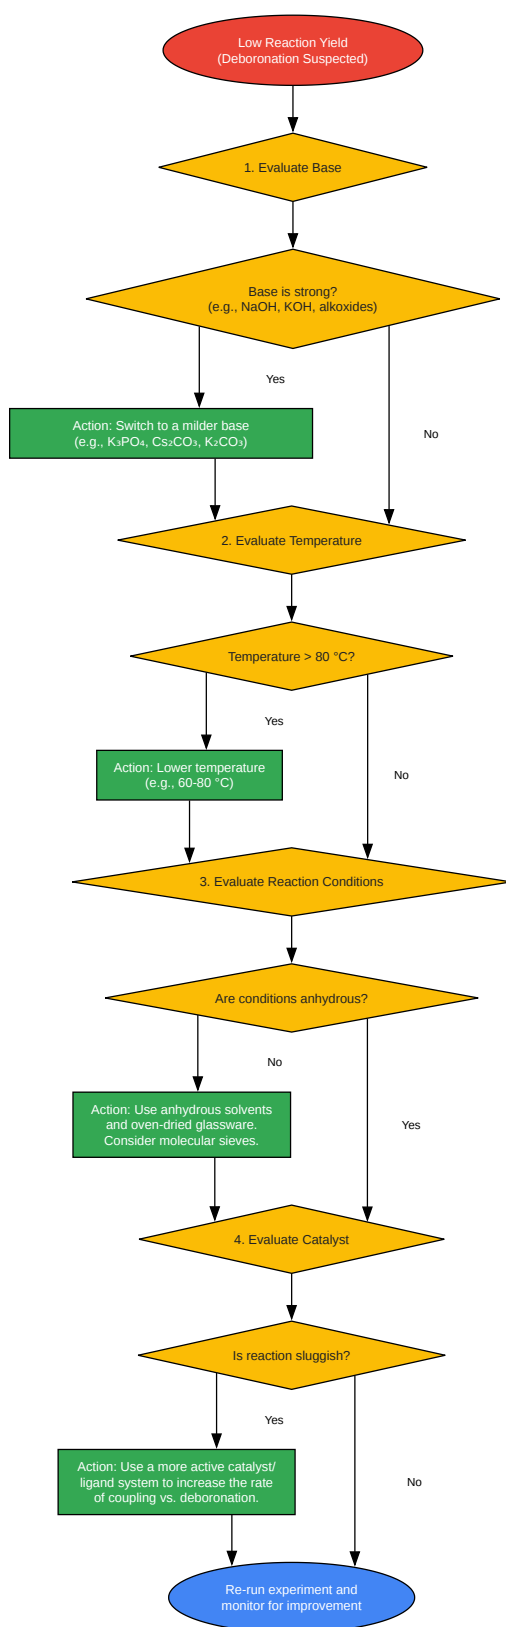 Low Reaction Yield
(Deboronation Suspected)
1. Evaluate Base
Base is strong?
(e.g., NaOH, KOH, alkoxides)
Yes
Action: Switch to a milder base
(e.g., K₃PO₄, Cs₂CO₃, K₂CO₃)
No
2. Evaluate Temperature
Temperature > 80 °C?
Yes
Action: Lower temperature
(e.g., 60-80 °C)
No
3. Evaluate Reaction Conditions
Are conditions anhydrous?
No
Action: Use anhydrous solvents
and oven-dried glassware.
Consider molecular sieves.
Yes
4. Evaluate Catalyst
Is reaction sluggish?
Yes
Action: Use a more active catalyst/
ligand system to increase the rate
of coupling vs. deboronation.
No
Re-run experiment and
monitor for improvement